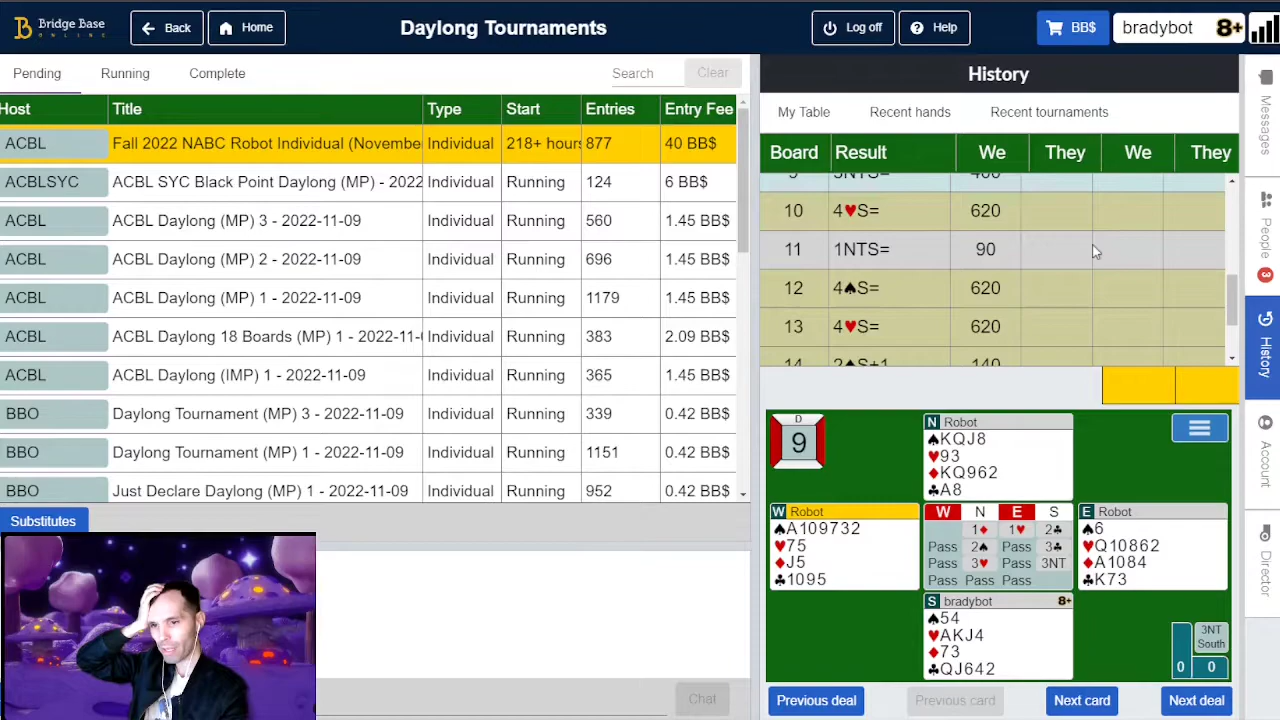 Bridge Base
ONLINE
Back
Home
Daylong Tournaments
Log off
Help
BB$
bradybot 8+
Pending Running Complete
Search
Clear
Host Title Type Start Entries Entry Fee
ACBL Fall 2022 NABC Robot Individual (Novembe Individual 218+ hours 877 40 BB$
ACBLSYC ACBL SYC Black Point Daylong (MP) - 2022 Individual Running 124 6 BB$
ACBL ACBL Daylong (MP) 3 - 2022-11-09 Individual Running 560 1.45 BB$
ACBL ACBL Daylong (MP) 2 - 2022-11-09 Individual Running 696 1.45 BB$
ACBL ACBL Daylong (MP) 1 - 2022-11-09 Individual Running 1179 1.45 BB$
ACBL ACBL Daylong 18 Boards (MP) 1 - 2022-11- Individual Running 383 2.09 BB$
ACBL ACBL Daylong (IMP) 1 - 2022-11-09 Individual Running 365 1.45 BB$
BBO Daylong Tournament (MP) 3 - 2022-11-09 Individual Running 339 0.42 BB$
BBO Daylong Tournament (MP) 1 - 2022-11-09 Individual Running 1151 0.42 BB$
BBO Just Declare Daylong (MP) 1 - 2022-11-09 Individual Running 952 0.42 BB$
Substitutes
Chat
History
My Table Recent hands Recent tournaments
Board Result We They We They
10 4♥S= 620
11 1NTS= 90
12 4♠S= 620
13 4♥S= 620
14 2♠S+1 140
D
9
N Robot
♠KQJ8
♥93
♦KQ962
♣A8
W Robot
♠A109732
♥75
♦J5
♣1095
W N E S
1♦ 1♥ 2♣
Pass 2♠ Pass 3♣
Pass 3♥ Pass 3NT
Pass Pass Pass
E Robot
♠6
♥Q10862
♦A1084
♣K73
S bradybot 8+
♠54
♥AKJ4
♦73
♣QJ642
3NT
South
0 0
Previous deal
Previous card
Next card
Next deal
Messages
People
3
History
Account
Director